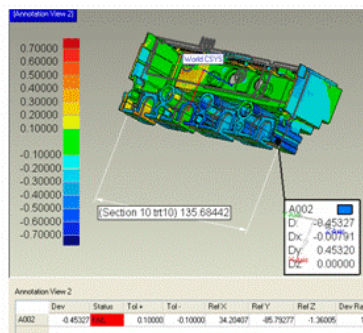 (Annotation View 2)
World CSYS
0.70000
0.60000
0.50000
0.40000
0.30000
0.20000
0.10000
-0.10000
-0.20000
-0.30000
-0.40000
-0.50000
-0.60000
-0.70000
(Section 10 trt10) 135.68442
A002
D: -0.45327
Dx: -0.00791
Dy: 0.45320
Dz: 0.00000
Annotation View 2
Dev Status Tol + Tol - Ref X Ref Y Ref Z Dev Ra
A002 -0.45327 0.10000 -0.10000 34.20407 -85.79277 -1.36005